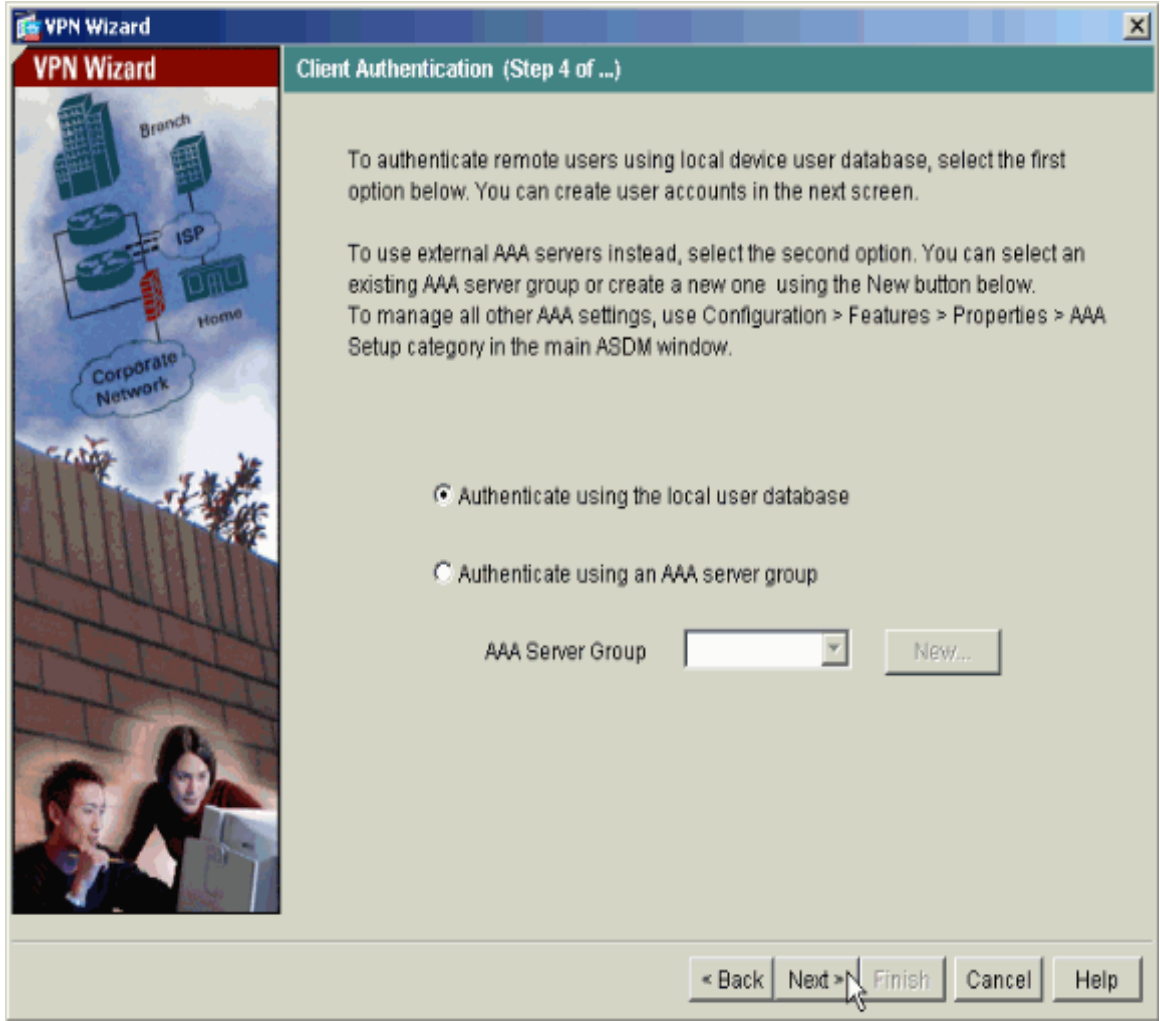 VPN Wizard
VPN Wizard
Client Authentication (Step 4 of ...)
Branch
ISP
Home
Corporate
Network
To authenticate remote users using local device user database, select the first
option below. You can create user accounts in the next screen.
To use external AAA servers instead, select the second option. You can select an
existing AAA server group or create a new one using the New button below.
To manage all other AAA settings, use Configuration > Features > Properties > AAA
Setup category in the main ASDM window.
Authenticate using the local user database
Authenticate using an AAA server group
AAA Server Group
New...
< Back
Next >
Finish
Cancel
Help